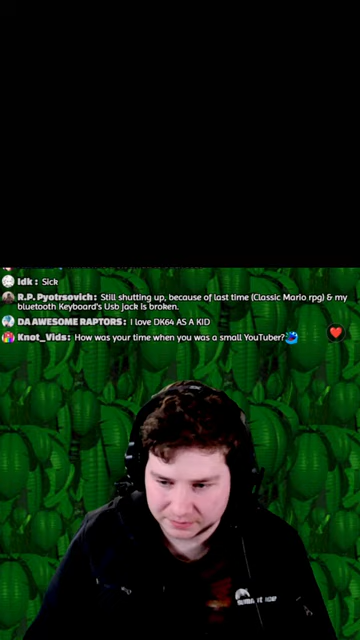 Idk : Sick
R.P. Pyotrsovich : Still shutting up, because of last time (Classic Mario rpg) & my
bluetooth Keyboard's Usb jack is broken.
DA AWESOME RAPTORS : I love DK64 AS A KID
Knot_Vids : How was your time when you was a small YouTuber?